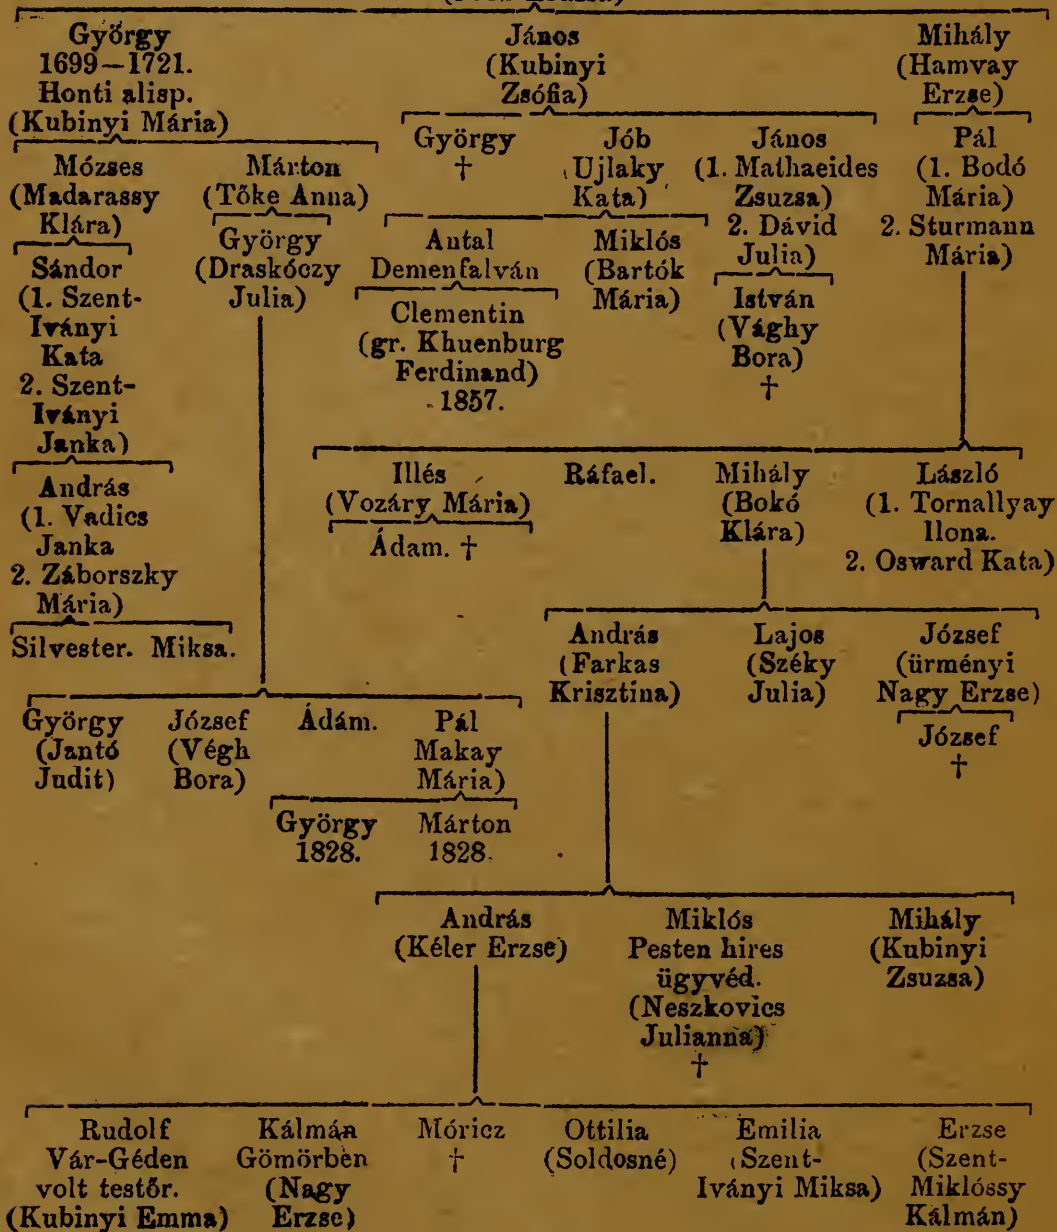 György
1699—1721.
Honti alisp.
(Kubinyi Mária)
János
(Kubinyi
Zsófia)
Mihály
(Hamvay
Erzse)
Mózses
(Madarassy
Klára)
Márton
(Tőke Anna)
György
†
Jób
Ujlaky
Kata)
János
(1. Mathaeides
Zsuzsa)
2. Dávid
Julia)
Pál
(1. Bodó
Mária)
2. Sturmann
Mária)
Sándor
(1. Szent-
Iványi
Kata
2. Szent-
Iványi
Janka)
György
(Draskóczy
Julia)
Antal
Demenfalván
Miklós
(Bartók
Mária)
István
(Vághy
Bora)
†
Clementin
(gr. Khuenburg
Ferdinand)
1857.
András
(1. Vadics
Janka
2. Záborszky
Mária)
Illés
(Vozáry Mária)
Ráfael.
Mihály
(Bokó
Klára)
László
(1. Tornallyay
Ilona.
2. Osward Kata)
Ádam. †
Silvester. Miksa.
András
(Farkas
Krisztina)
Lajos
(Széky
Julia)
József
(ürményi
Nagy Erzse)
József
†
György
(Jantó
Judit)
József
(Végh
Bora)
Ádám.
Pál
Makay
Mária)
György
1828.
Márton
1828.
András
(Kéler Erzse)
Miklós
Pesten hires
ügyvéd.
(Neszkovics
Julianna)
†
Mihály
(Kubinyi
Zsuzsa)
Rudolf
Vár-Géden
volt testőr.
(Kubinyi Emma)
Kálmán
Gömörben
(Nagy
Erzse)
Móricz
†
Ottilia
(Soldosné)
Emilia
(Szent-
Iványi Miksa)
Erzse
(Szent-
Miklóssy
Kálmán)